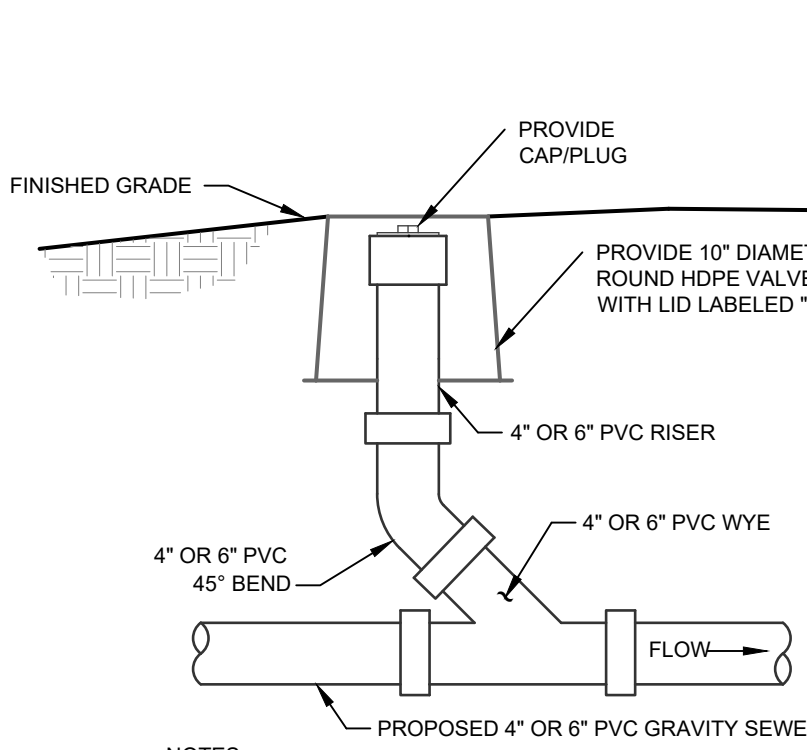 PROVIDE
CAP/PLUG
FINISHED GRADE
PROVIDE 10" DIAMET
ROUND HDPE VALVE
WITH LID LABELED "
4" OR 6" PVC RISER
4" OR 6" PVC WYE
4" OR 6" PVC
45° BEND
FLOW
PROPOSED 4" OR 6" PVC GRAVITY SEWE
NOTES